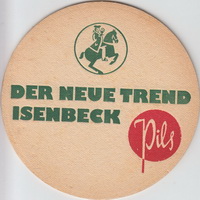 DER NEUE TREND
ISENBECK
Pils